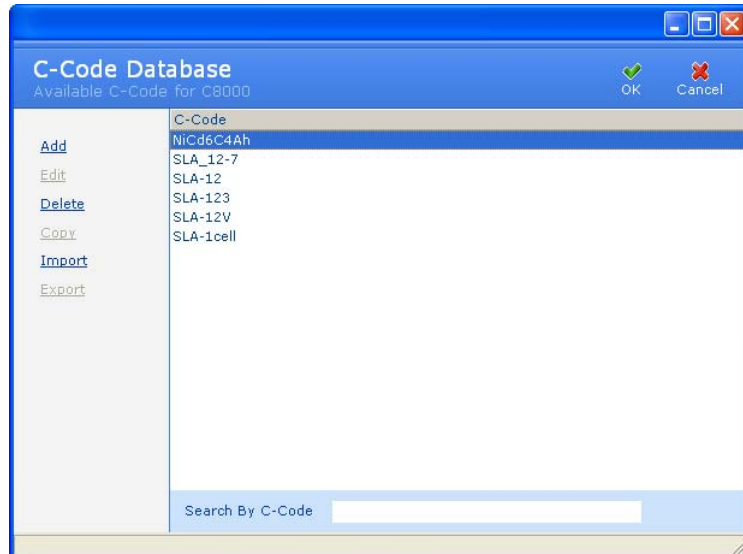 C-Code Database
Available C-Code for C8000
OK
Cancel
Add
Edit
Delete
Copy
Import
Export
C-Code
NiCd6C4Ah
SLA_12-7
SLA-12
SLA-123
SLA-12V
SLA-1cell
Search By C-Code